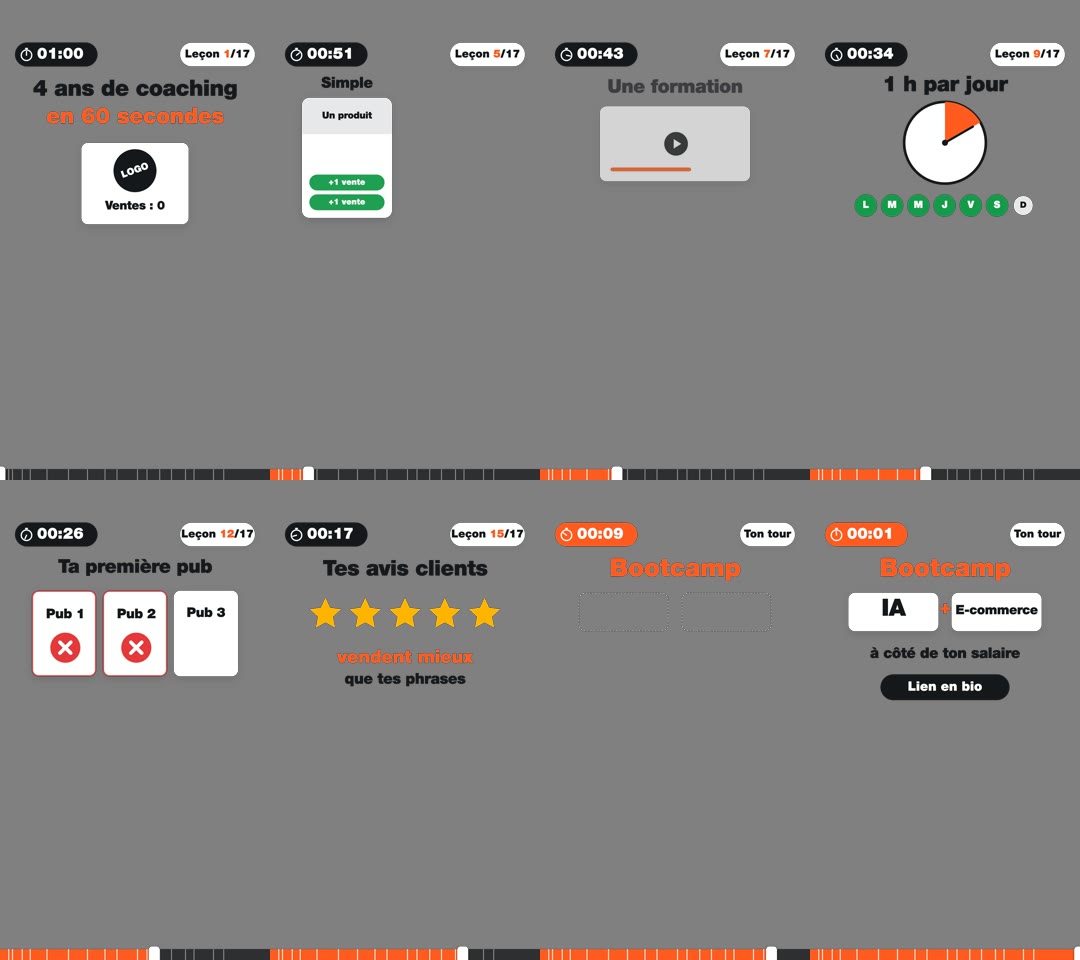 01:00
Leçon 1/17
4 ans de coaching
en 60 secondes
LOGO
Ventes : 0
00:51
Leçon 5/17
Simple
Un produit
+1 vente
+1 vente
00:43
Leçon 7/17
Une formation
00:34
Leçon 9/17
1 h par jour
L M M J V S D
00:26
Leçon 12/17
Ta première pub
Pub 1 Pub 2 Pub 3
00:17
Leçon 15/17
Tes avis clients
vendent mieux
que tes phrases
00:09
Ton tour
Bootcamp
00:01
Ton tour
Bootcamp
IA + E-commerce
à côté de ton salaire
Lien en bio